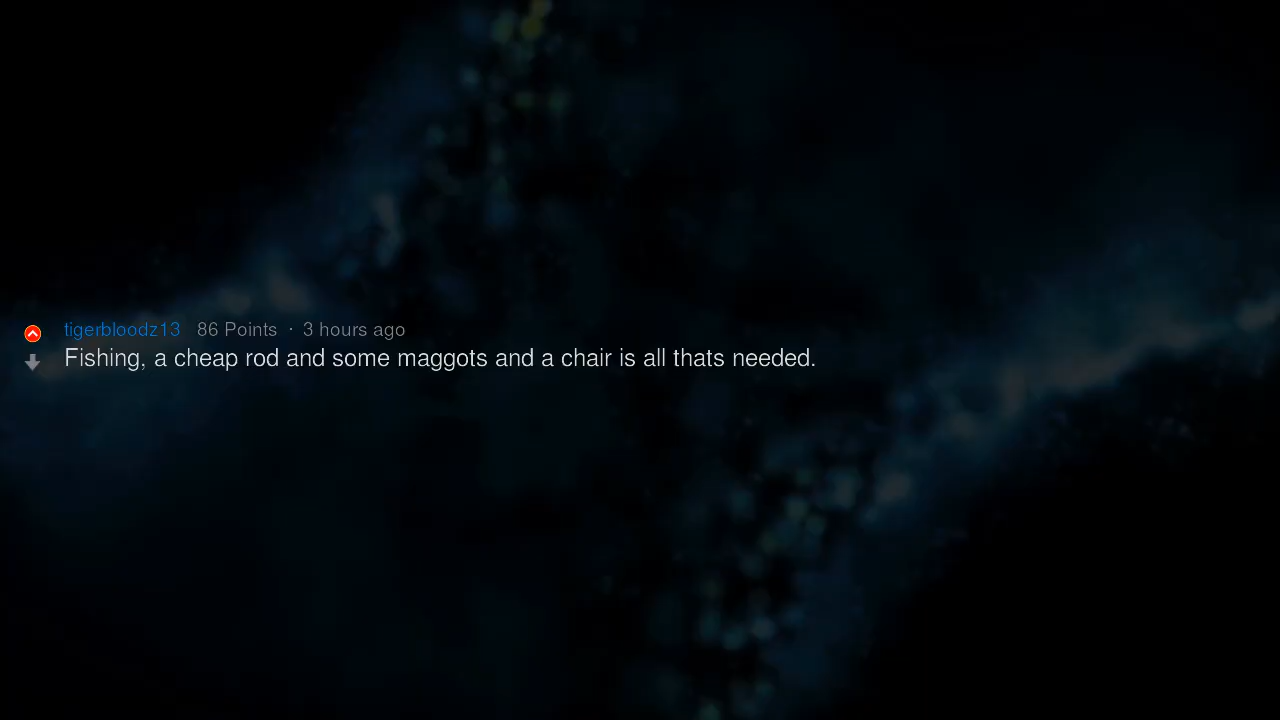 tigerbloodz13 86 Points · 3 hours ago
Fishing, a cheap rod and some maggots and a chair is all thats needed.